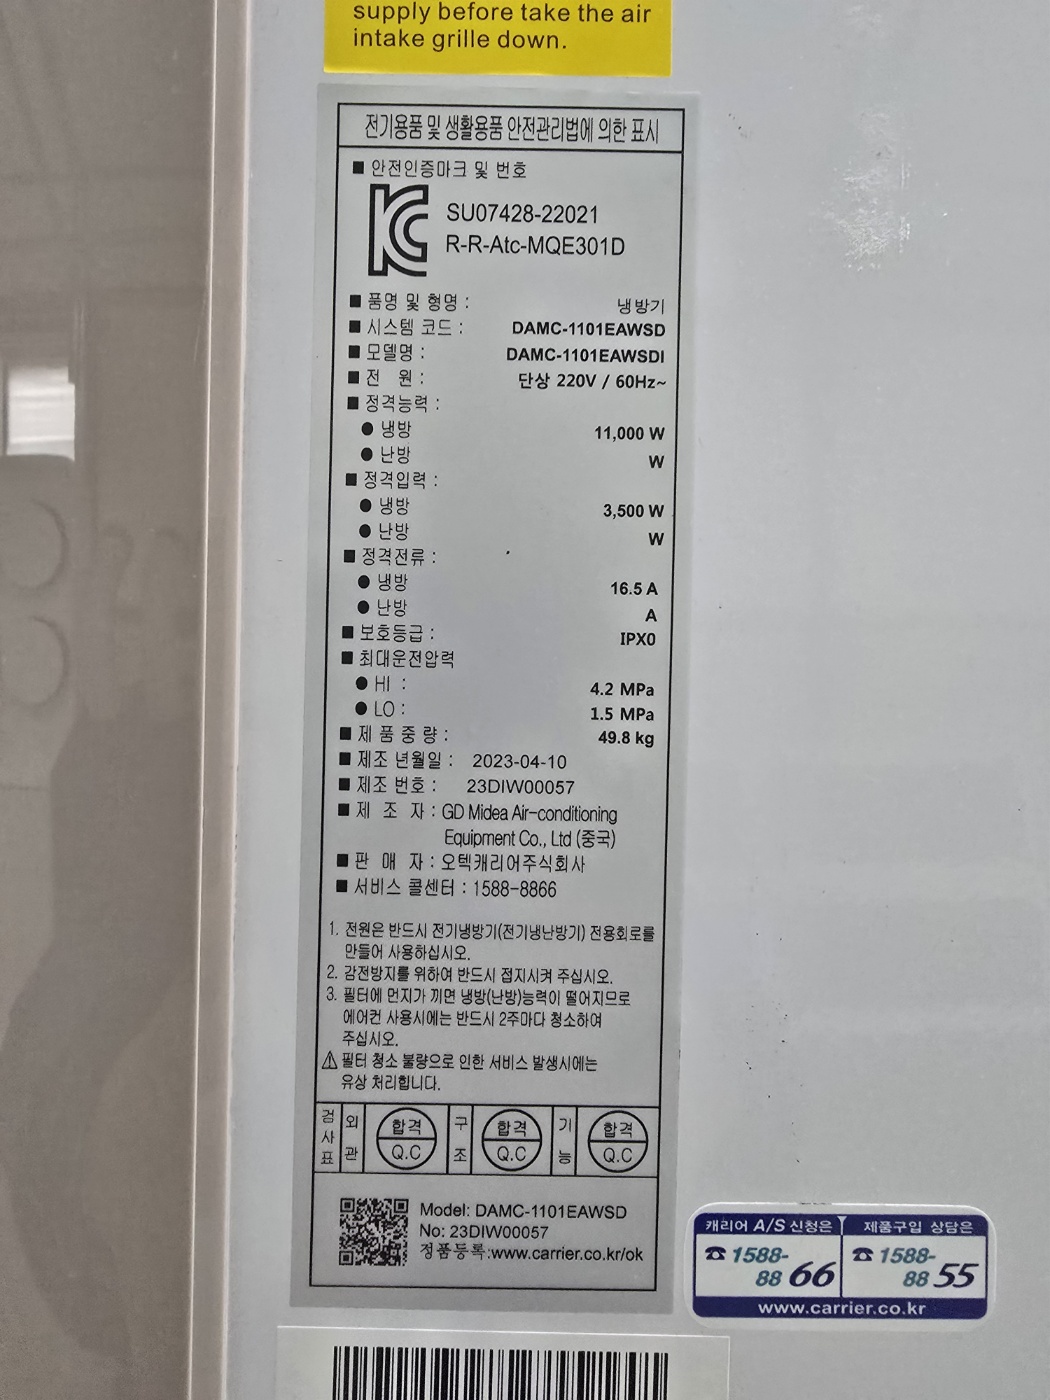 supply before take the air
intake grille down.
전기용품 및 생활용품 안전관리법에 의한 표시
■ 안전인증마크 및 번호
SU07428-22021
R-R-Atc-MQE301D
■ 품명 및 형명 : 냉방기
■ 시스템 코드 : DAMC-1101EAWSD
■ 모델명 : DAMC-1101EAWSDI
■ 전 원 : 단상 220V / 60Hz~
■ 정격능력 :
● 냉방 11,000 W
● 난방 W
■ 정격입력 :
● 냉방 3,500 W
● 난방 W
■ 정격전류 :
● 냉방 16.5 A
● 난방 A
■ 보호등급 : IPX0
■ 최대운전압력
● HI : 4.2 MPa
● LO : 1.5 MPa
■ 제 품 중 량 : 49.8 kg
■ 제조 년월일 : 2023-04-10
■ 제조 번호 : 23DIW00057
■ 제 조 자 : GD Midea Air-conditioning
Equipment Co., Ltd (중국)
■ 판 매 자 : 오텍캐리어주식회사
■ 서비스 콜센터 : 1588-8866
1. 전원은 반드시 전기냉방기(전기냉난방기) 전용회로를
만들어 사용하십시오.
2. 감전방지를 위하여 반드시 접지시켜 주십시오.
3. 필터에 먼지가 끼면 냉방(난방)능력이 떨어지므로
에어컨 사용시에는 반드시 2주마다 청소하여
주십시오.
⚠ 필터 청소 불량으로 인한 서비스 발생시에는
유상 처리합니다.
검사표 외관 합격 Q.C 구조 합격 Q.C 기능 합격 Q.C
Model: DAMC-1101EAWSD
No: 23DIW00057
정품등록:www.carrier.co.kr/ok
캐리어 A/S 신청은 제품구입 상담은
☎ 1588-8866 ☎ 1588-8855
www.carrier.co.kr